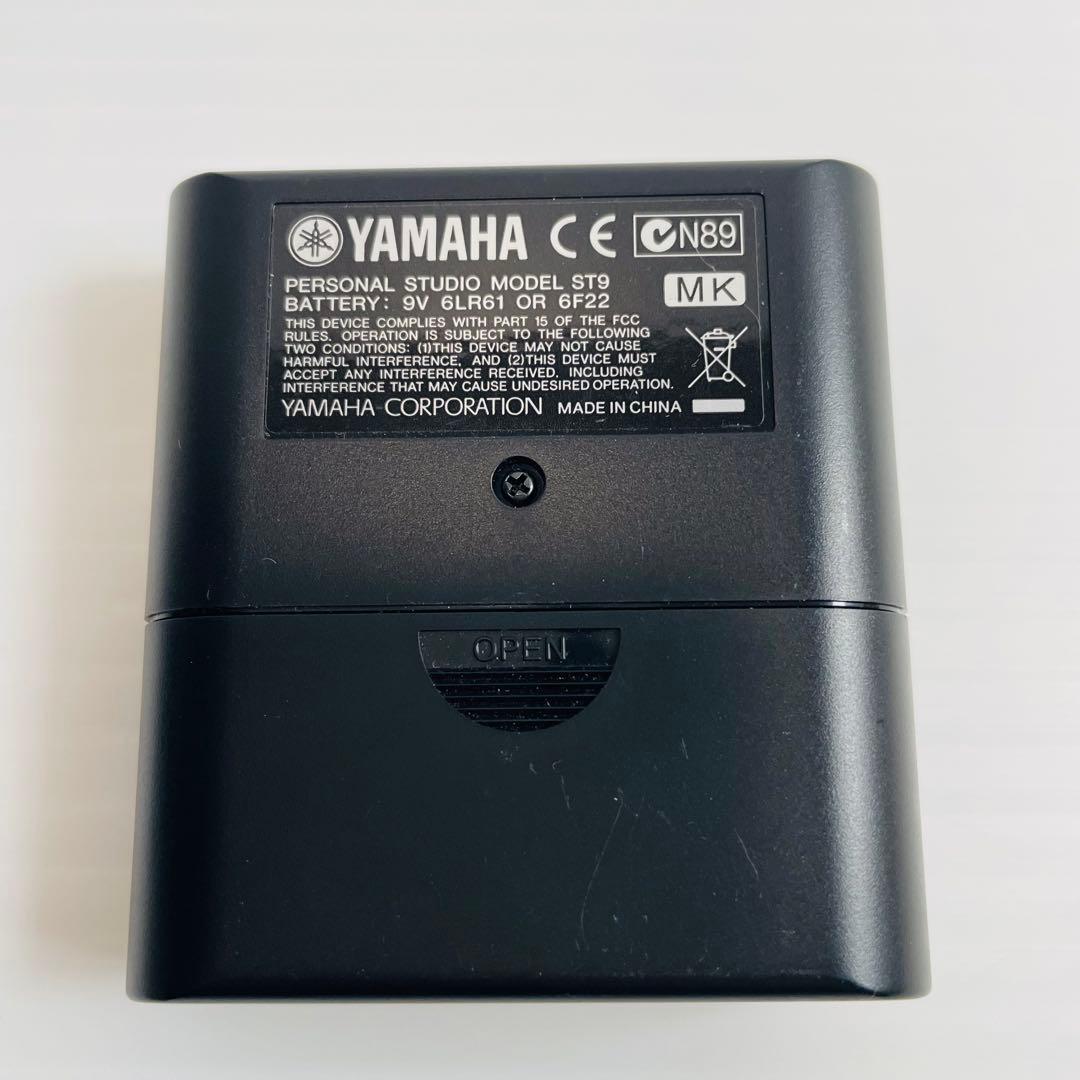 YAMAHA CE N89
PERSONAL STUDIO MODEL ST9
BATTERY: 9V 6LR61 OR 6F22
MK
THIS DEVICE COMPLIES WITH PART 15 OF THE FCC
RULES. OPERATION IS SUBJECT TO THE FOLLOWING
TWO CONDITIONS: (1)THIS DEVICE MAY NOT CAUSE
HARMFUL INTERFERENCE, AND (2)THIS DEVICE MUST
ACCEPT ANY INTERFERENCE RECEIVED. INCLUDING
INTERFERENCE THAT MAY CAUSE UNDESIRED OPERATION.
YAMAHA CORPORATION MADE IN CHINA
OPEN